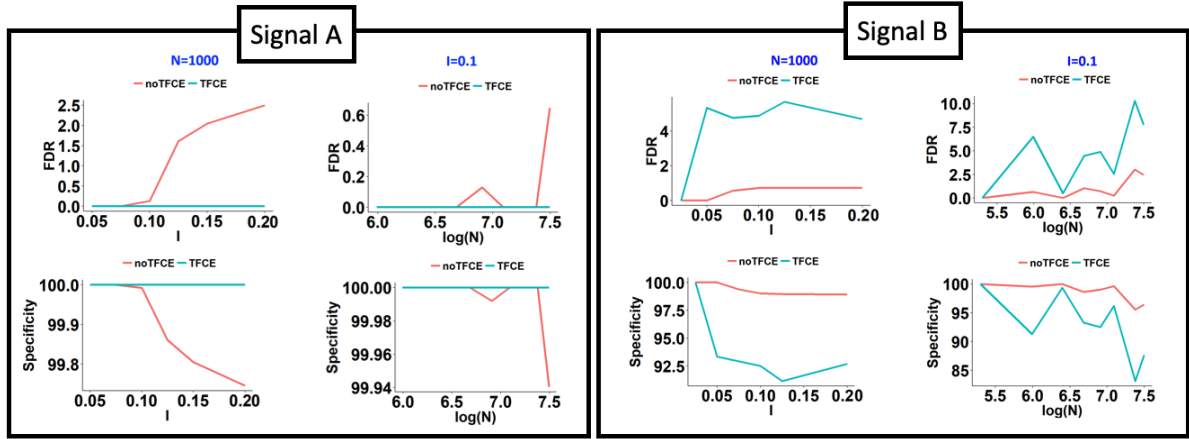 Signal A
N=1000
I=0.1
noTFCE TFCE
noTFCE TFCE
FDR
2.5
2.0
1.5
1.0
0.5
0.0
0.05 0.10 0.15 0.20
I
FDR
0.6
0.4
0.2
0.0
6.0 6.5 7.0 7.5
log(N)
noTFCE TFCE
noTFCE TFCE
Specificity
100.0
99.9
99.8
0.05 0.10 0.15 0.20
I
Specificity
100.00
99.98
99.96
99.94
6.0 6.5 7.0 7.5
log(N)
Signal B
N=1000
I=0.1
noTFCE TFCE
noTFCE TFCE
FDR
4
2
0
0.05 0.10 0.15 0.20
I
FDR
10.0
7.5
5.0
2.5
0.0
5.5 6.0 6.5 7.0 7.5
log(N)
noTFCE TFCE
noTFCE TFCE
Specificity
100.0
97.5
95.0
92.5
0.05 0.10 0.15 0.20
I
Specificity
100
95
90
85
5.5 6.0 6.5 7.0 7.5
log(N)